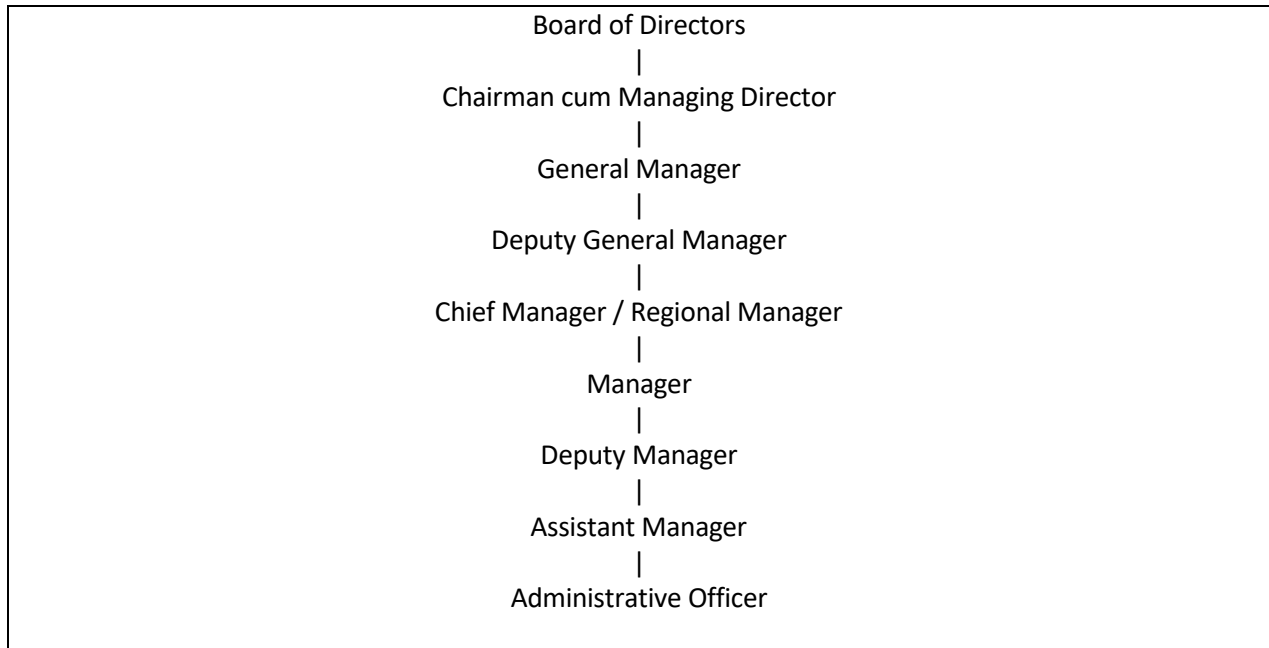 Board of Directors
|
Chairman cum Managing Director
|
General Manager
|
Deputy General Manager
|
Chief Manager / Regional Manager
|
Manager
|
Deputy Manager
|
Assistant Manager
|
Administrative Officer